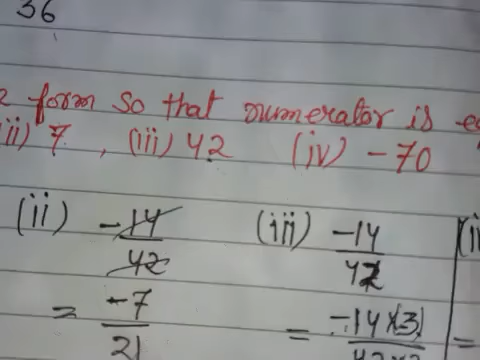 36
form so that numerator is
(ii) 7, (iii) 42 (iv) -70
(ii) -14/42 (iii) -14/42
= -7/21 = -14×(3)
=